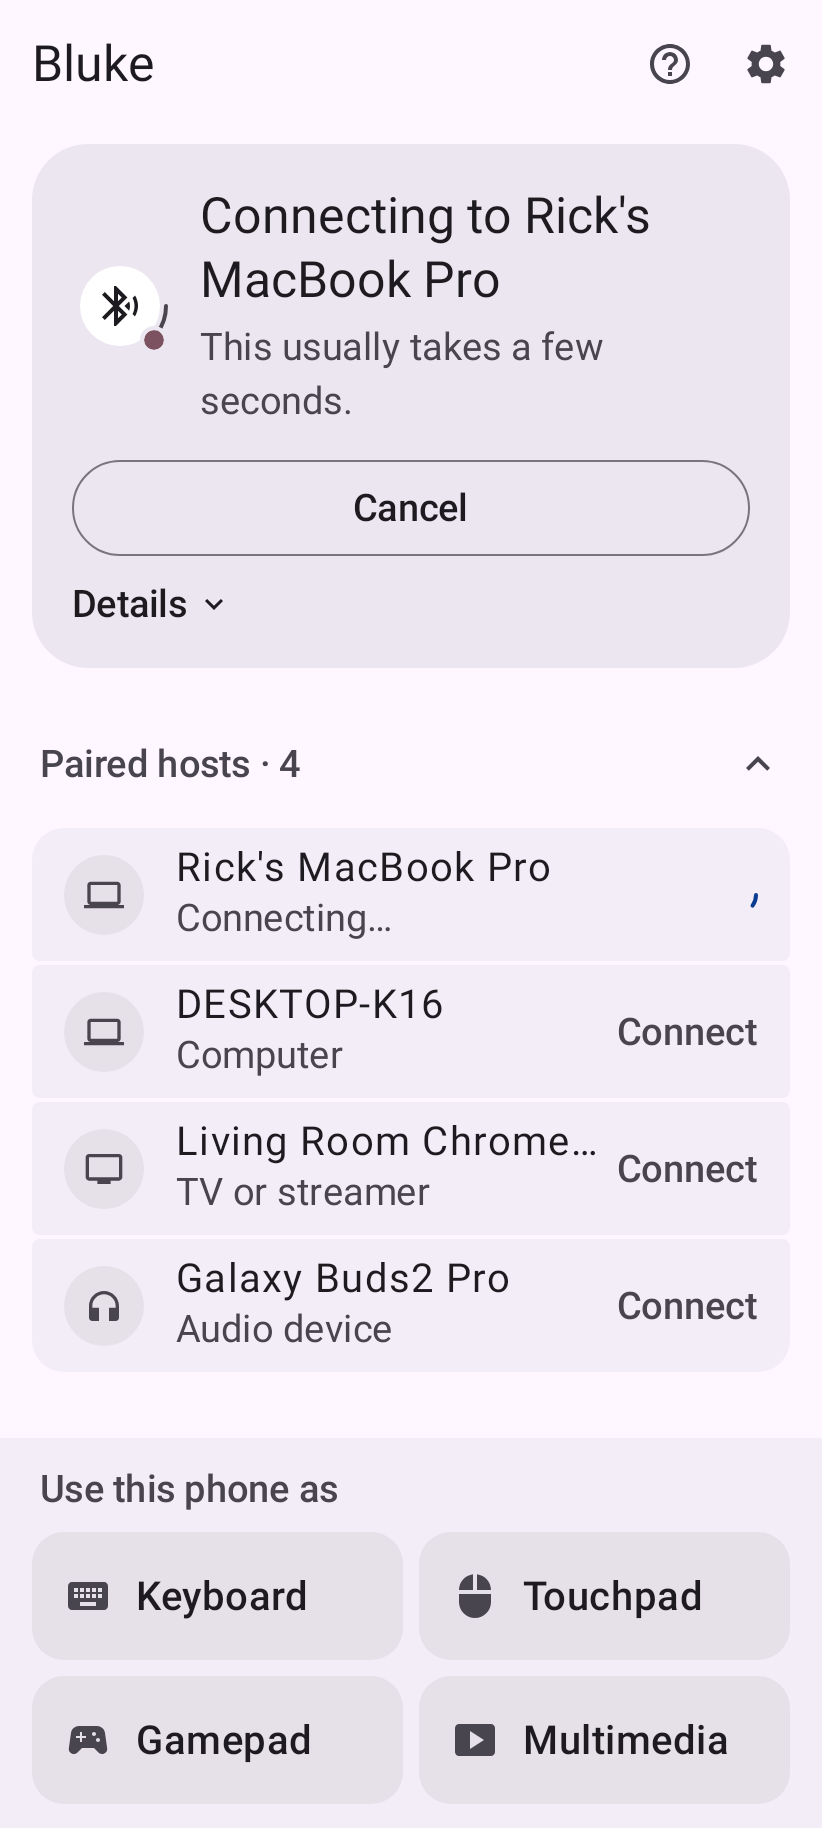 Bluke
Connecting to Rick's
MacBook Pro
This usually takes a few
seconds.
Cancel
Details
Paired hosts · 4
Rick's MacBook Pro
Connecting…
DESKTOP-K16
Computer
Connect
Living Room Chrome…
TV or streamer
Connect
Galaxy Buds2 Pro
Audio device
Connect
Use this phone as
Keyboard
Touchpad
Gamepad
Multimedia